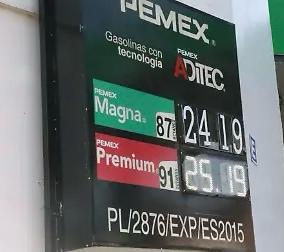 PEMEX®
Gasolinas con
tecnología
PEMEX
ADITEC
PEMEX
Magna® 87 24 19
PEMEX
Premium® 91 25.19
PL/2876/EXP/ES2015